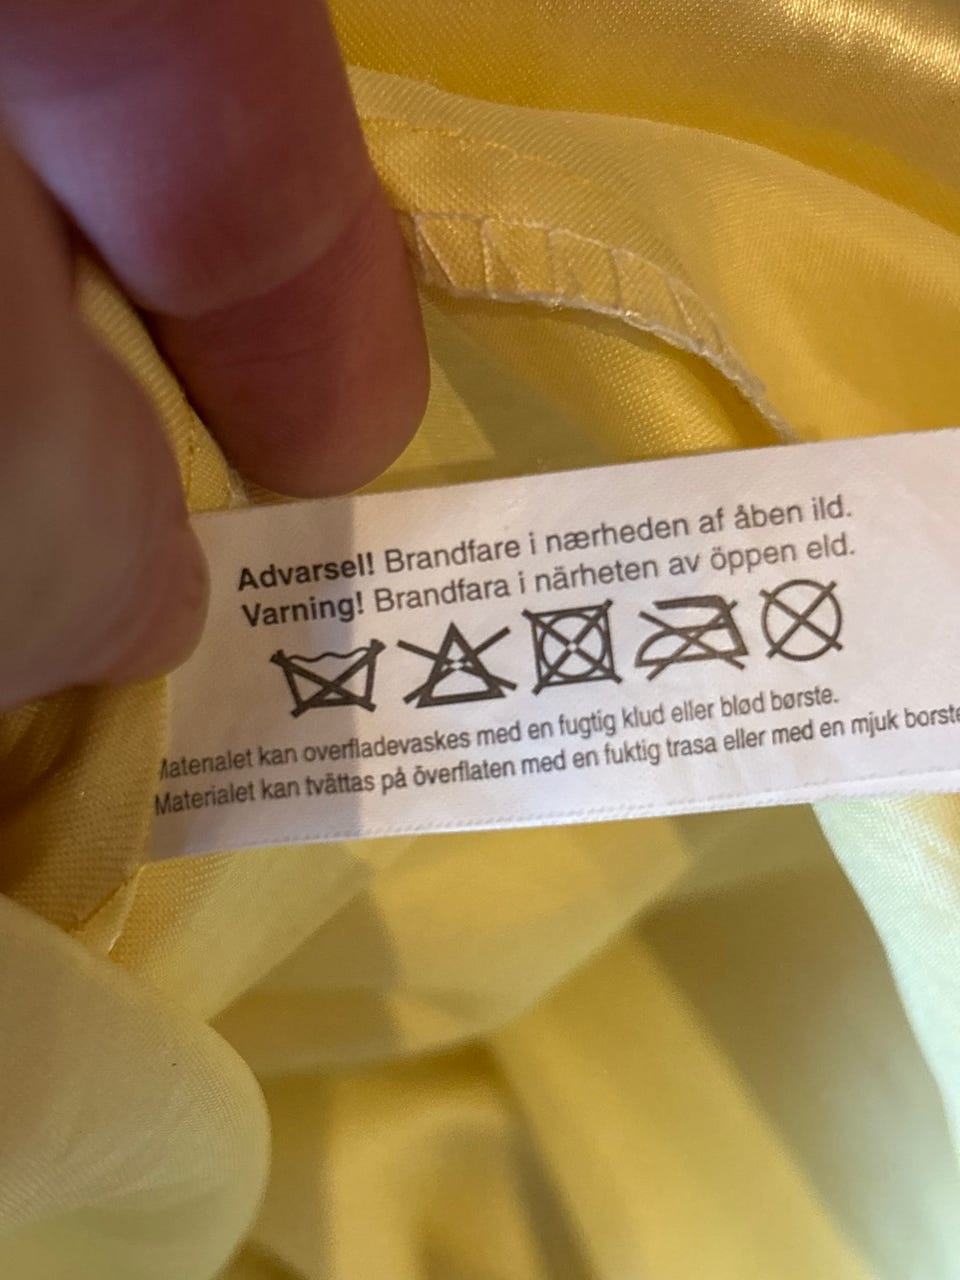 Advarsel! Brandfare i nærheden af åben ild.
Varning! Brandfara i närheten av öppen eld.
Materialet kan overfladevaskes med en fugtig klud eller blød børste.
Materialet kan tvättas på överflaten med en fuktig trasa eller med en mjuk borste